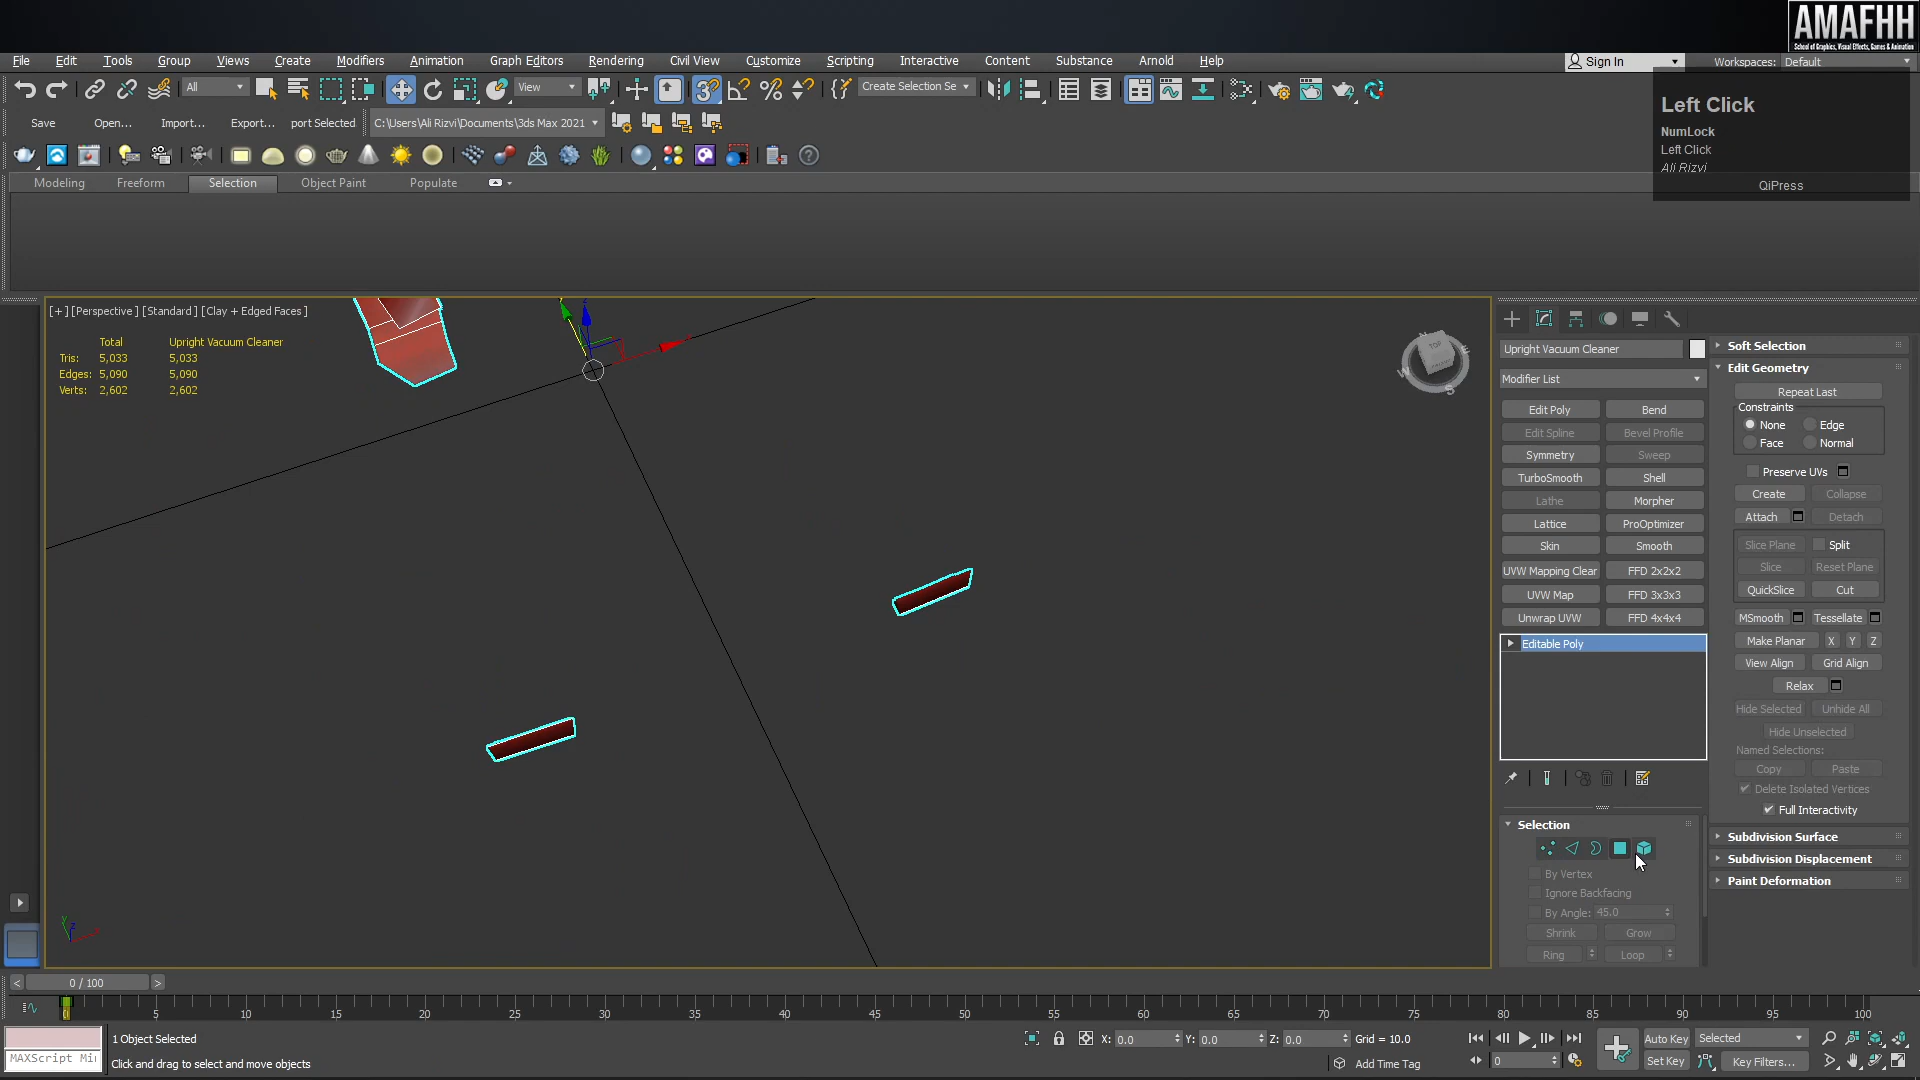 AMAFHH
School of Graphics, Visual Effects, Games & Animation
File Edit Tools Group Views Create Modifiers Animation Graph Editors Rendering Civil View Customize Scripting Interactive Content Substance Arnold Help
Sign In
Workspaces: Default
All
View
Create Selection Se
Left Click
NumLock
Left Click
Ali Rizvi
QiPress
Save Open... Import... Export... port Selected C:\Users\Ali Rizvi\Documents\3ds Max 2021
Modeling Freeform Selection Object Paint Populate
[+] [Perspective] [Standard] [Clay + Edged Faces]
Total Upright Vacuum Cleaner
Tris: 5,033 5,033
Edges: 5,090 5,090
Verts: 2,602 2,602
TOP
N
E
S
W
Upright Vacuum Cleaner
Modifier List
Edit Poly Bend
Edit Spline Bevel Profile
Symmetry Sweep
TurboSmooth Shell
Lathe Morpher
Lattice ProOptimizer
Skin Smooth
UVW Mapping Clear FFD 2x2x2
UVW Map FFD 3x3x3
Unwrap UVW FFD 4x4x4
Editable Poly
Selection
By Vertex
Ignore Backfacing
By Angle: 45.0
Shrink Grow
Ring Loop
Soft Selection
Edit Geometry
Repeat Last
Constraints
None Edge
Face Normal
Preserve UVs
Create Collapse
Attach Detach
Slice Plane Split
Slice Reset Plane
QuickSlice Cut
MSmooth Tessellate
Make Planar X Y Z
View Align Grid Align
Relax
Hide Selected Unhide All
Hide Unselected
Named Selections:
Copy Paste
Delete Isolated Vertices
Full Interactivity
Subdivision Surface
Subdivision Displacement
Paint Deformation
y
z
< 0 / 100 >
0 5 10 15 20 25 30 35 40 45 50 55 60 65 70 75 80 85 90 95 100
1 Object Selected
X: 0.0 Y: 0.0 Z: 0.0 Grid = 10.0
Auto Key Selected
MAXScript Mi
Click and drag to select and move objects
Add Time Tag
0
Set Key Key Filters...